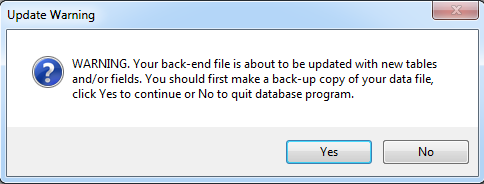 Update Warning
WARNING. Your back-end file is about to be updated with new tables
and/or fields. You should first make a back-up copy of your data file,
click Yes to continue or No to quit database program.
Yes
No